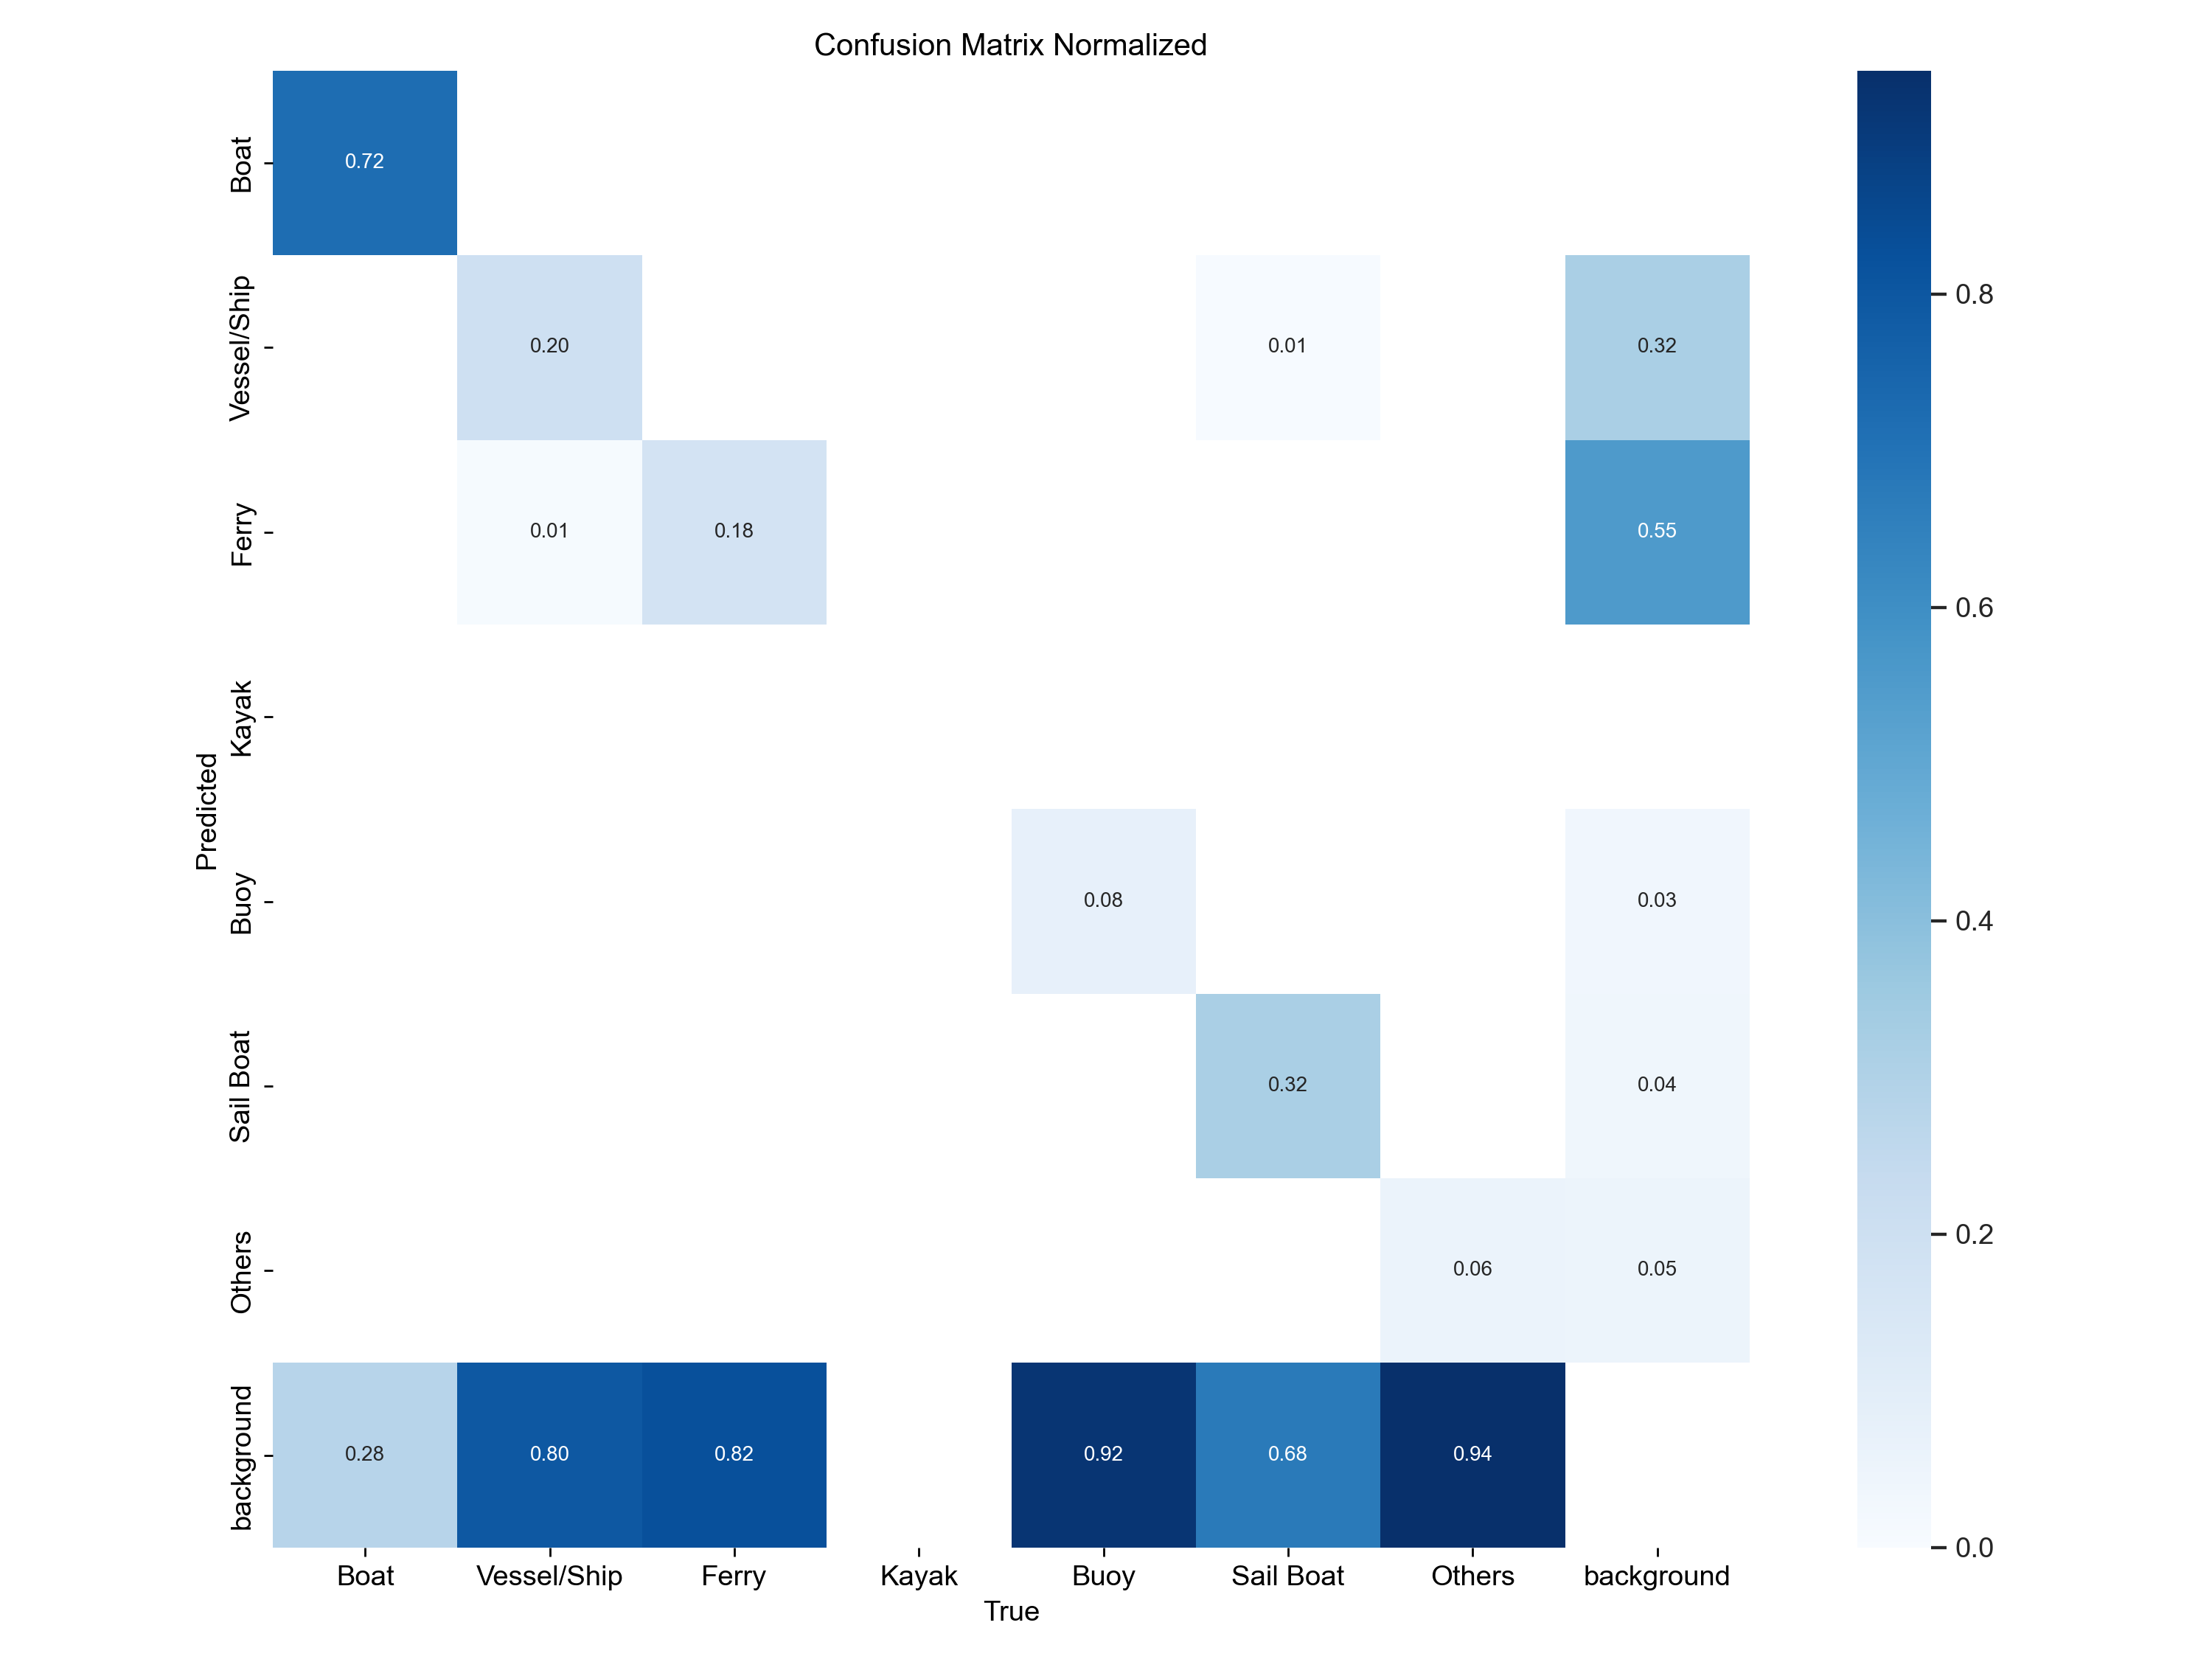 Confusion Matrix Normalized
Boat
0.72
Vessel/Ship
0.20
0.01
0.32
0.8
Ferry
0.01
0.18
0.55
0.6
Kayak
Predicted
Buoy
0.08
0.03
0.4
Sail Boat
0.32
0.04
Others
0.06
0.05
0.2
background
0.28
0.80
0.82
0.92
0.68
0.94
0.0
Boat
Vessel/Ship
Ferry
Kayak
Buoy
Sail Boat
Others
background
True